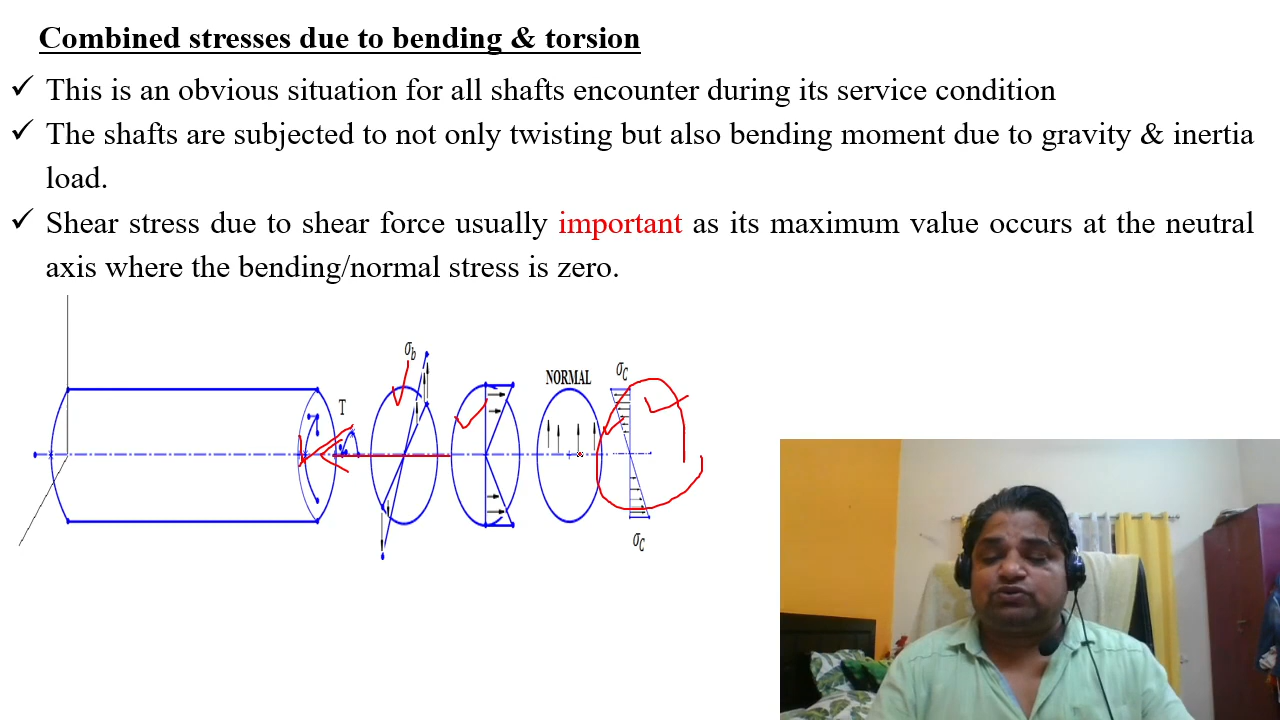 Combined stresses due to bending & torsion
✓ This is an obvious situation for all shafts encounter during its service condition
✓ The shafts are subjected to not only twisting but also bending moment due to gravity & inertia
load.
✓ Shear stress due to shear force usually important as its maximum value occurs at the neutral
axis where the bending/normal stress is zero.
σb
T
NORMAL
σC
σC